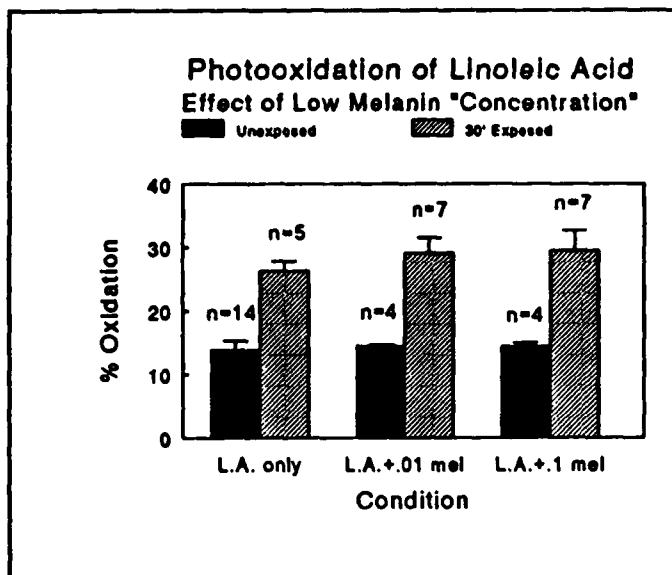 Photooxidation of Linoleic Acid
Effect of Low Melanin "Concentration"
Unexposed 30' Exposed
40
30
20
10
0
% Oxidation
n=14
n=5
n=4
n=7
n=4
n=7
L.A. only L.A.+.01 mel L.A.+.1 mel
Condition